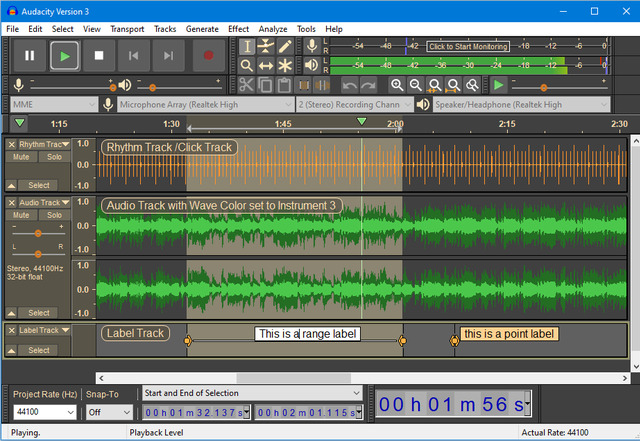 Audacity Version 3
File Edit Select View Transport Tracks Generate Effect Analyze Tools Help
-54 -48 -42 Click to Start Monitoring -18 -12 -6 0
-54 -48 -42 -36 -30 -24 -18 -12 -6 0
MME Microphone Array (Realtek High 2 (Stereo) Recording Chann Speaker/Headphone (Realtek High)
1:15 1:30 1:45 2:00 2:15 2:30
Rhythm Trac 1.0 Rhythm Track /Click Track
Mute Solo
0.0
Select -1.0
Audio Track 1.0 Audio Track with Wave Color set to Instrument 3
Mute Solo
- +
0.0
L R
Stereo, 44100Hz -1.0
32-bit float 1.0
0.0
Select -1.0
Label Track Label Track This is a range label this is a point label
Select
Project Rate (Hz) Snap-To Start and End of Selection
44100 Off 00 h 01 m 32.137 s 00 h 02 m 01.115 s 00 h 01 m 56 s
Playing. Playback Level Actual Rate: 44100